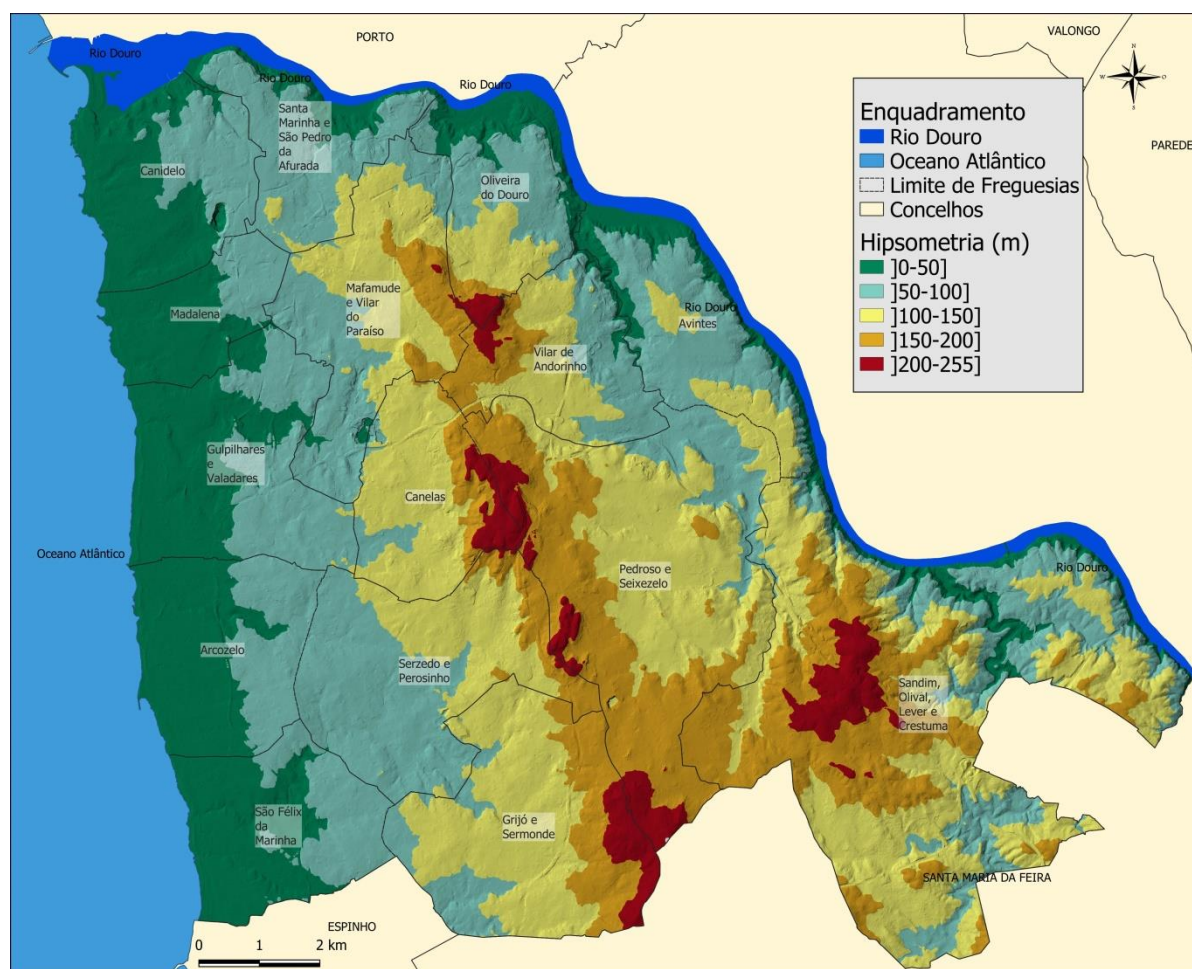 PORTO
VALONGO
Rio Douro
Rio Douro
Rio Douro
N
W
O
S
Enquadramento
Rio Douro
Oceano Atlântico
Limite de Freguesias
Concelhos
Hipsometria (m)
]0-50]
]50-100]
]100-150]
]150-200]
]200-255]
PAREDE
Santa
Marinha e
São Pedro
da
Afurada
Canidelo
Oliveira
do Douro
Mafamude
e Vilar
do
Paraíso
Madalena
Rio Douro
Avintes
Vilar de
Andorinho
Gulpilhares
e
Valadares
Canelas
Oceano Atlântico
Pedroso e
Seixezelo
Rio Douro
Arcozelo
Serzedo e
Perosinho
Sandim,
Olival,
Lever e
Crestuma
São Félix
da
Marinha
Grijó e
Sermonde
SANTA MARIA DA FEIRA
ESPINHO
0 1 2 km